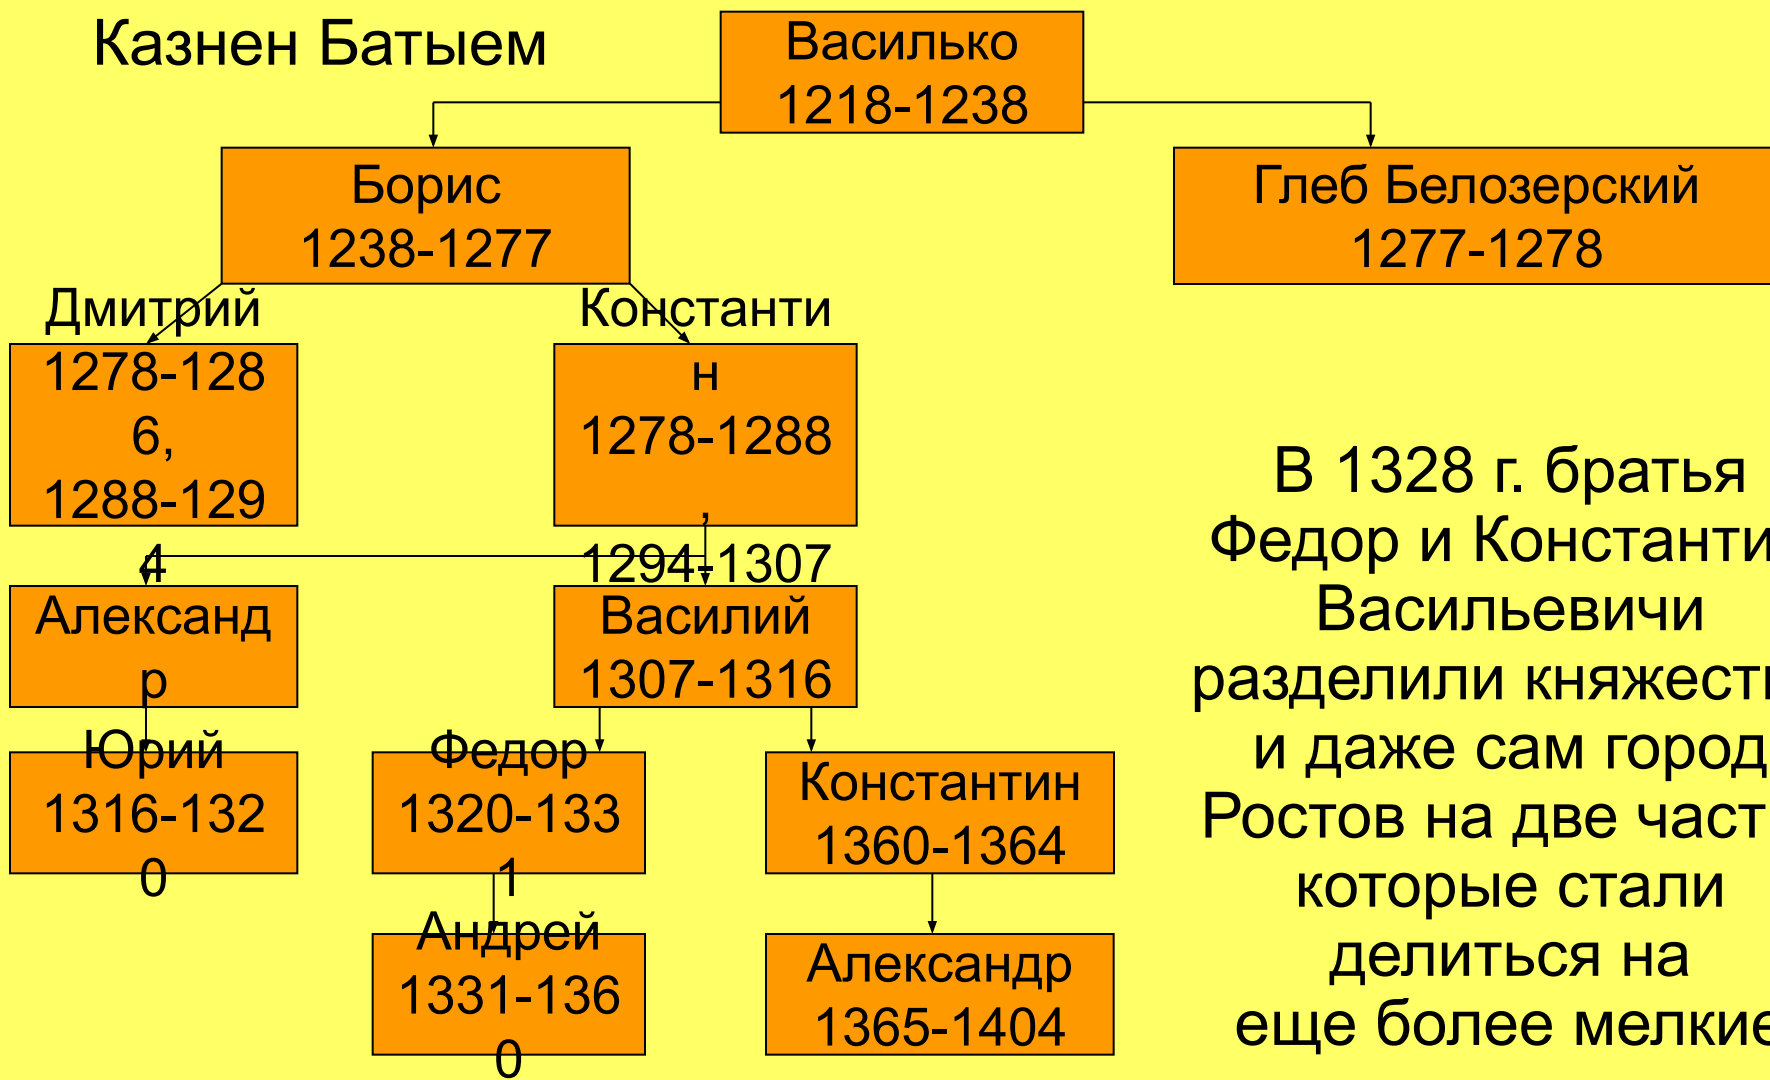 Казнен Батыем
Василько
1218-1238
Борис
1238-1277
Глеб Белозерский
1277-1278
Дмитрий
1278-128
6,
1288-129
4
Константи
н
1278-1288
,
1294-1307
Александ
р
Василий
1307-1316
Юрий
1316-132
0
Федор
1320-133
1
Константин
1360-1364
Андрей
1331-136
0
Александр
1365-1404
В 1328 г. братья
Федор и Константи
Васильевичи
разделили княжест
и даже сам город
Ростов на две част
которые стали
делиться на
еще более мелкие